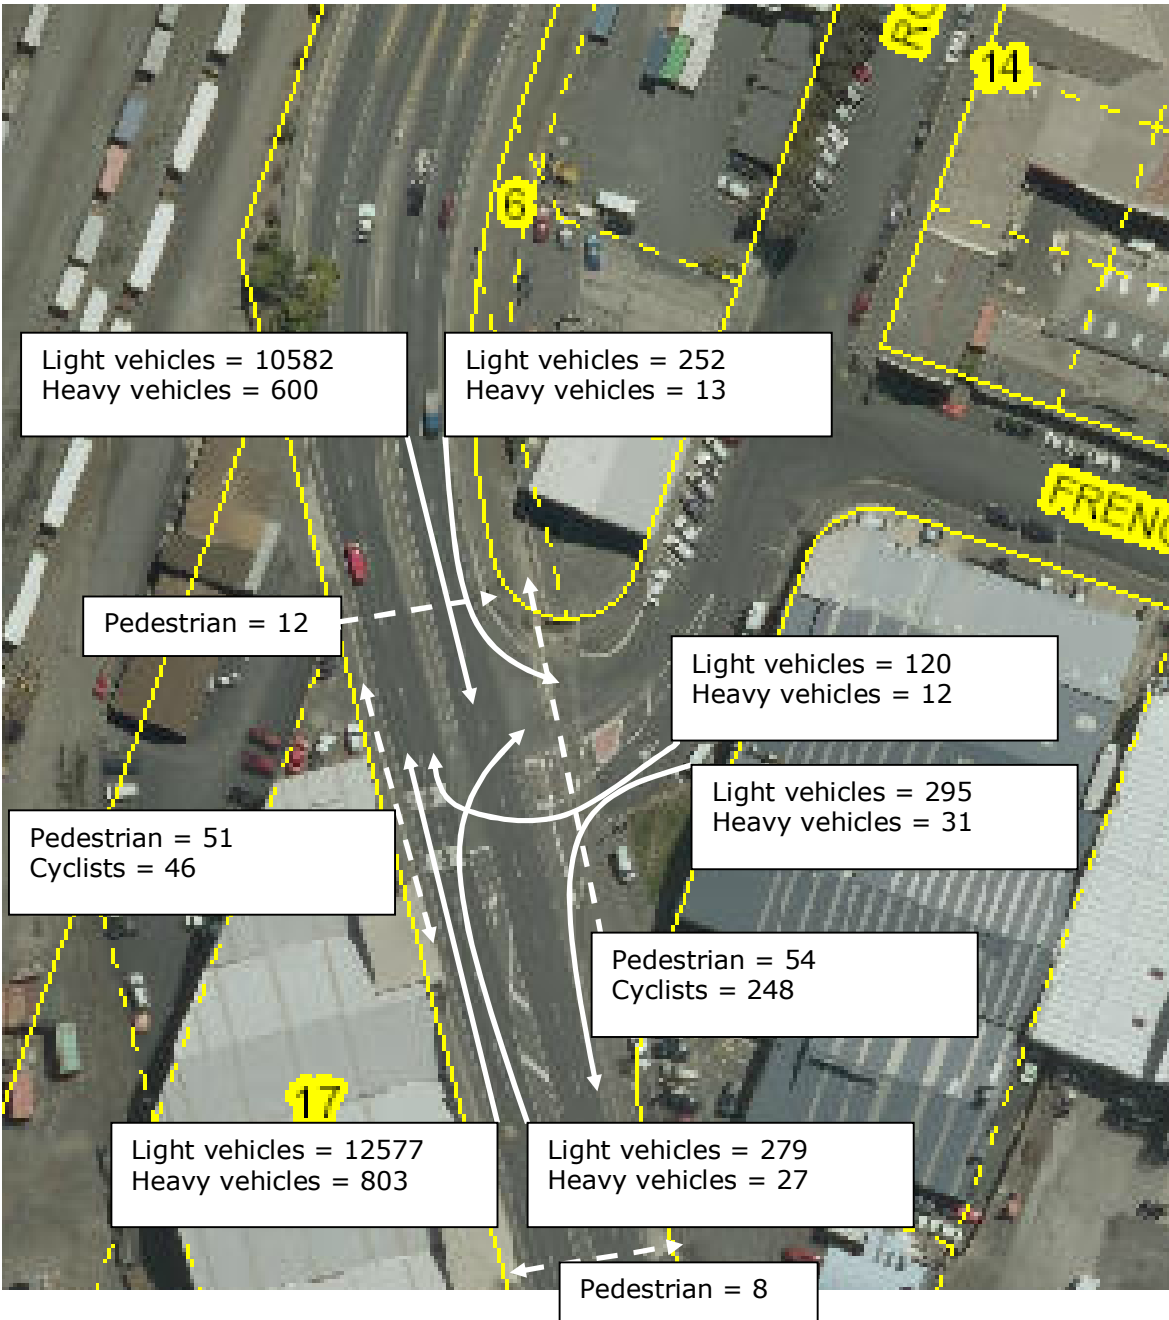 14
6
Light vehicles = 10582
Heavy vehicles = 600
Light vehicles = 252
Heavy vehicles = 13
FRENC
Pedestrian = 12
Light vehicles = 120
Heavy vehicles = 12
Light vehicles = 295
Heavy vehicles = 31
Pedestrian = 51
Cyclists = 46
Pedestrian = 54
Cyclists = 248
17
Light vehicles = 12577
Heavy vehicles = 803
Light vehicles = 279
Heavy vehicles = 27
Pedestrian = 8